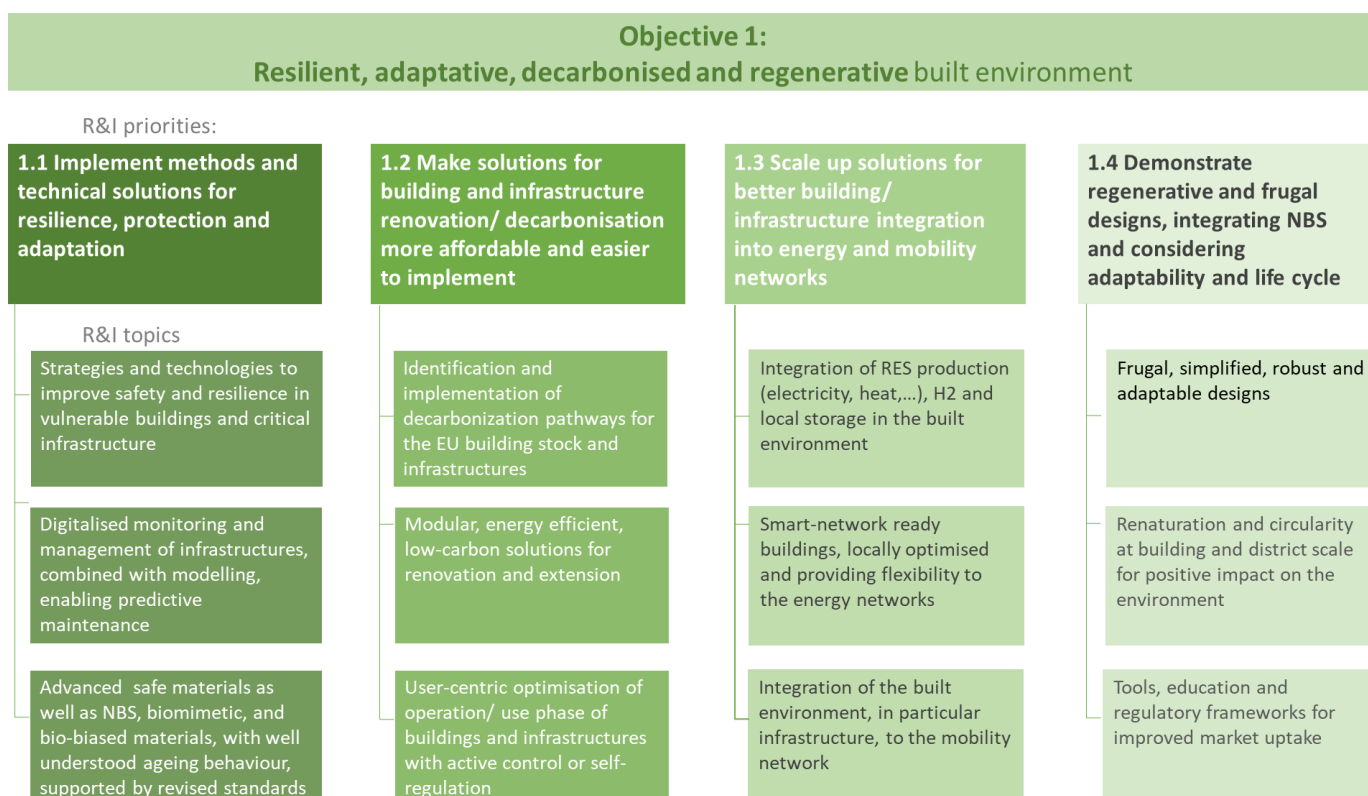 Objective 1:
Resilient, adaptative, decarbonised and regenerative built environment
R&I priorities:
1.1 Implement methods and
technical solutions for
resilience, protection and
adaptation
1.2 Make solutions for
building and infrastructure
renovation/ decarbonisation
more affordable and easier
to implement
1.3 Scale up solutions for
better building/
infrastructure integration
into energy and mobility
networks
1.4 Demonstrate
regenerative and frugal
designs, integrating NBS
and considering
adaptability and life cycle
R&I topics
Strategies and technologies to
improve safety and resilience in
vulnerable buildings and critical
infrastructure
Identification and
implementation of
decarbonization pathways for
the EU building stock and
infrastructures
Integration of RES production
(electricity, heat,...), H2 and
local storage in the built
environment
Frugal, simplified, robust and
adaptable designs
Digitalised monitoring and
management of infrastructures,
combined with modelling,
enabling predictive
maintenance
Modular, energy efficient,
low-carbon solutions for
renovation and extension
Smart-network ready
buildings, locally optimised
and providing flexibility to
the energy networks
Renaturation and circularity
at building and district scale
for positive impact on the
environment
Advanced safe materials as
well as NBS, biomimetic, and
bio-biased materials, with well
understood ageing behaviour,
supported by revised standards
User-centric optimisation of
operation/ use phase of
buildings and infrastructures
with active control or self-
regulation
Integration of the built
environment, in particular
infrastructure, to the mobility
network
Tools, education and
regulatory frameworks for
improved market uptake